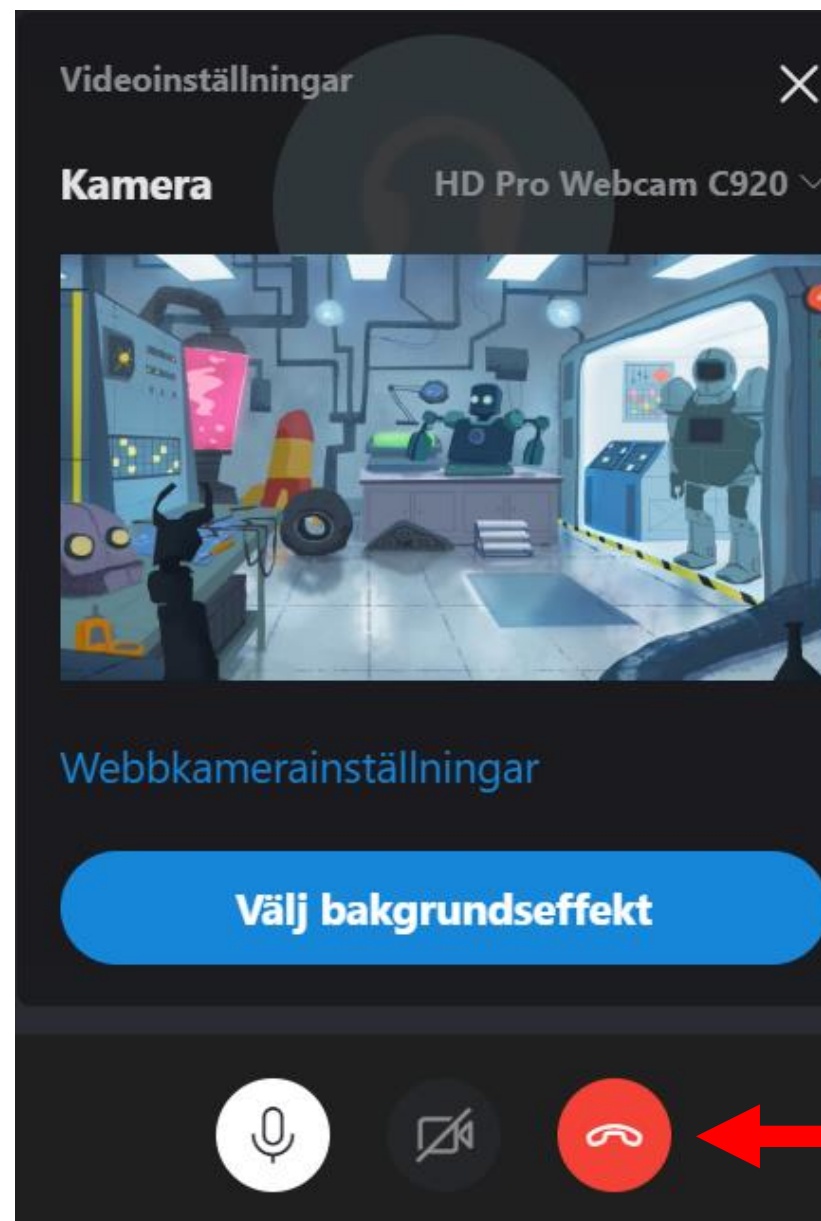 Videoinställningar
Kamera
HD Pro Webcam C920
Webbkamerainställningar
Välj bakgrundseffekt